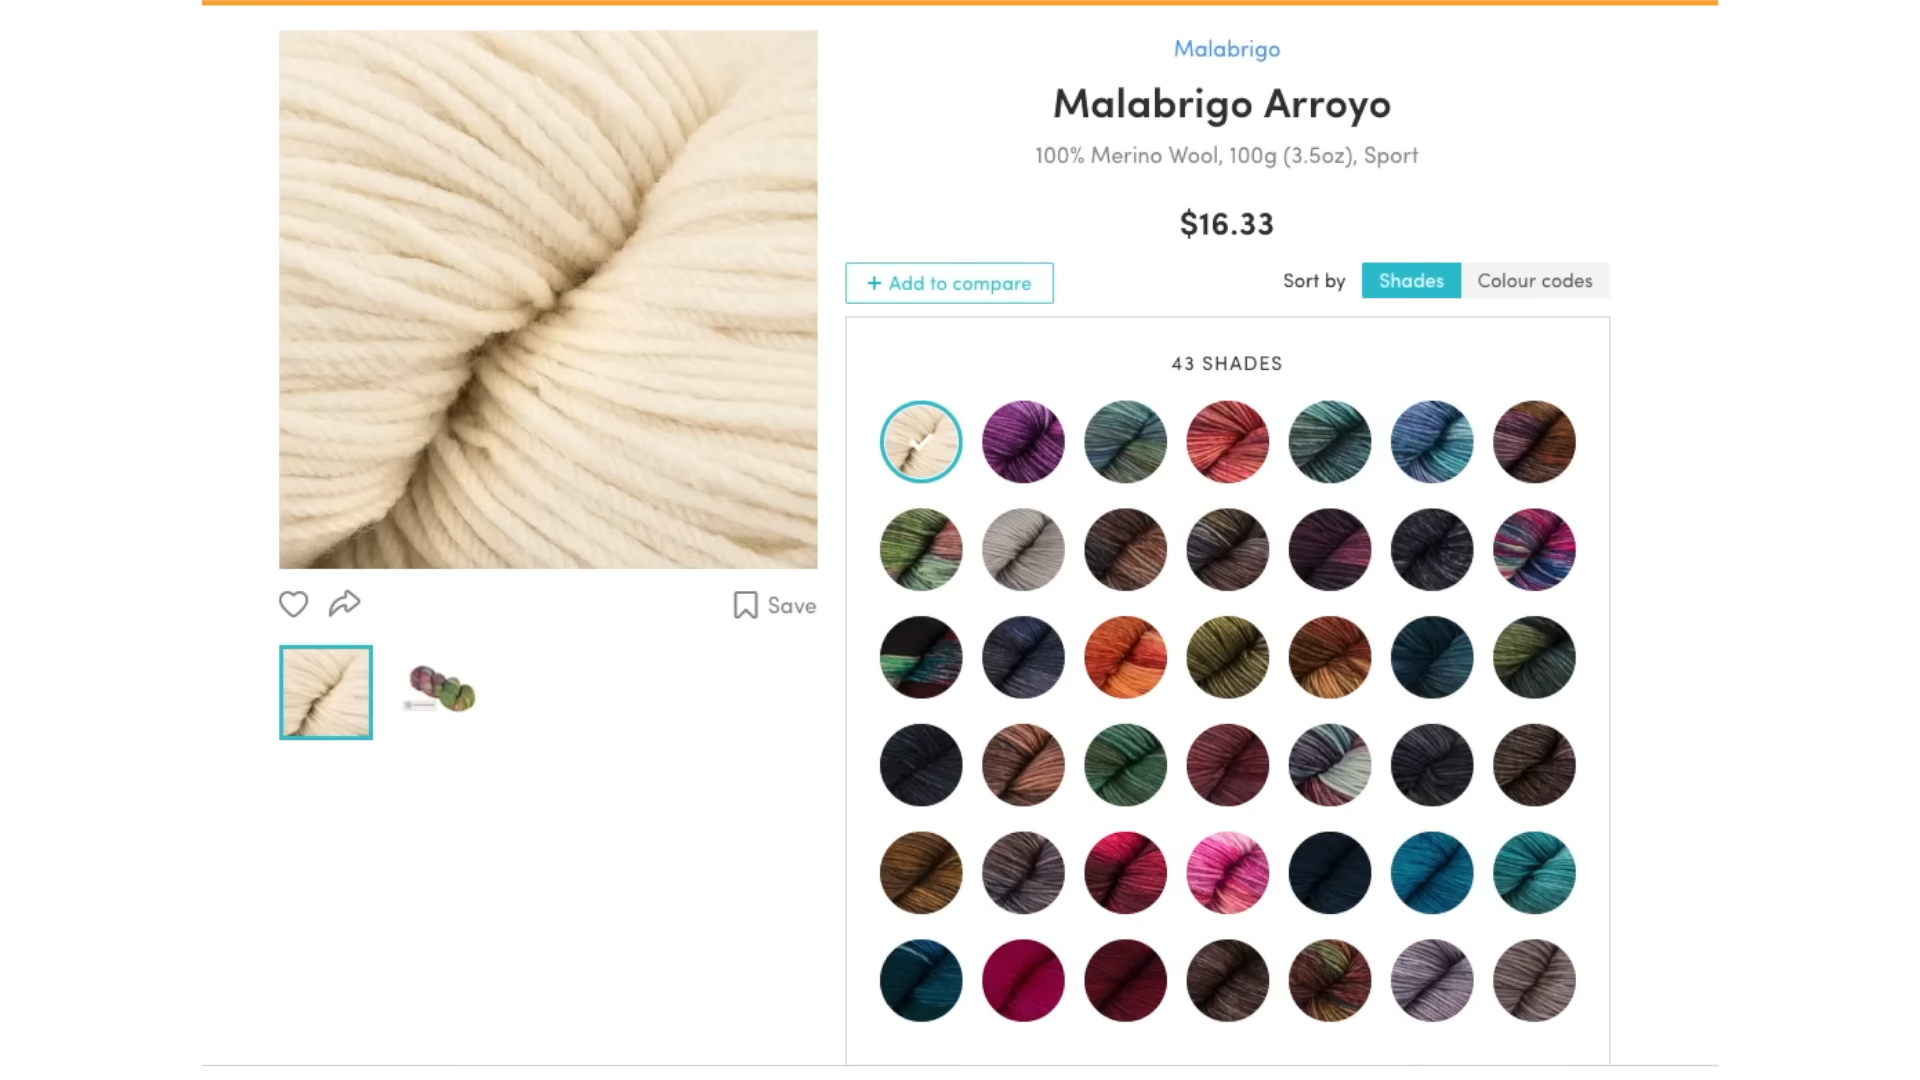 Malabrigo
Malabrigo Arroyo
100% Merino Wool, 100g (3.5oz), Sport
$16.33
+ Add to compare
Sort by Shades Colour codes
43 SHADES
Save